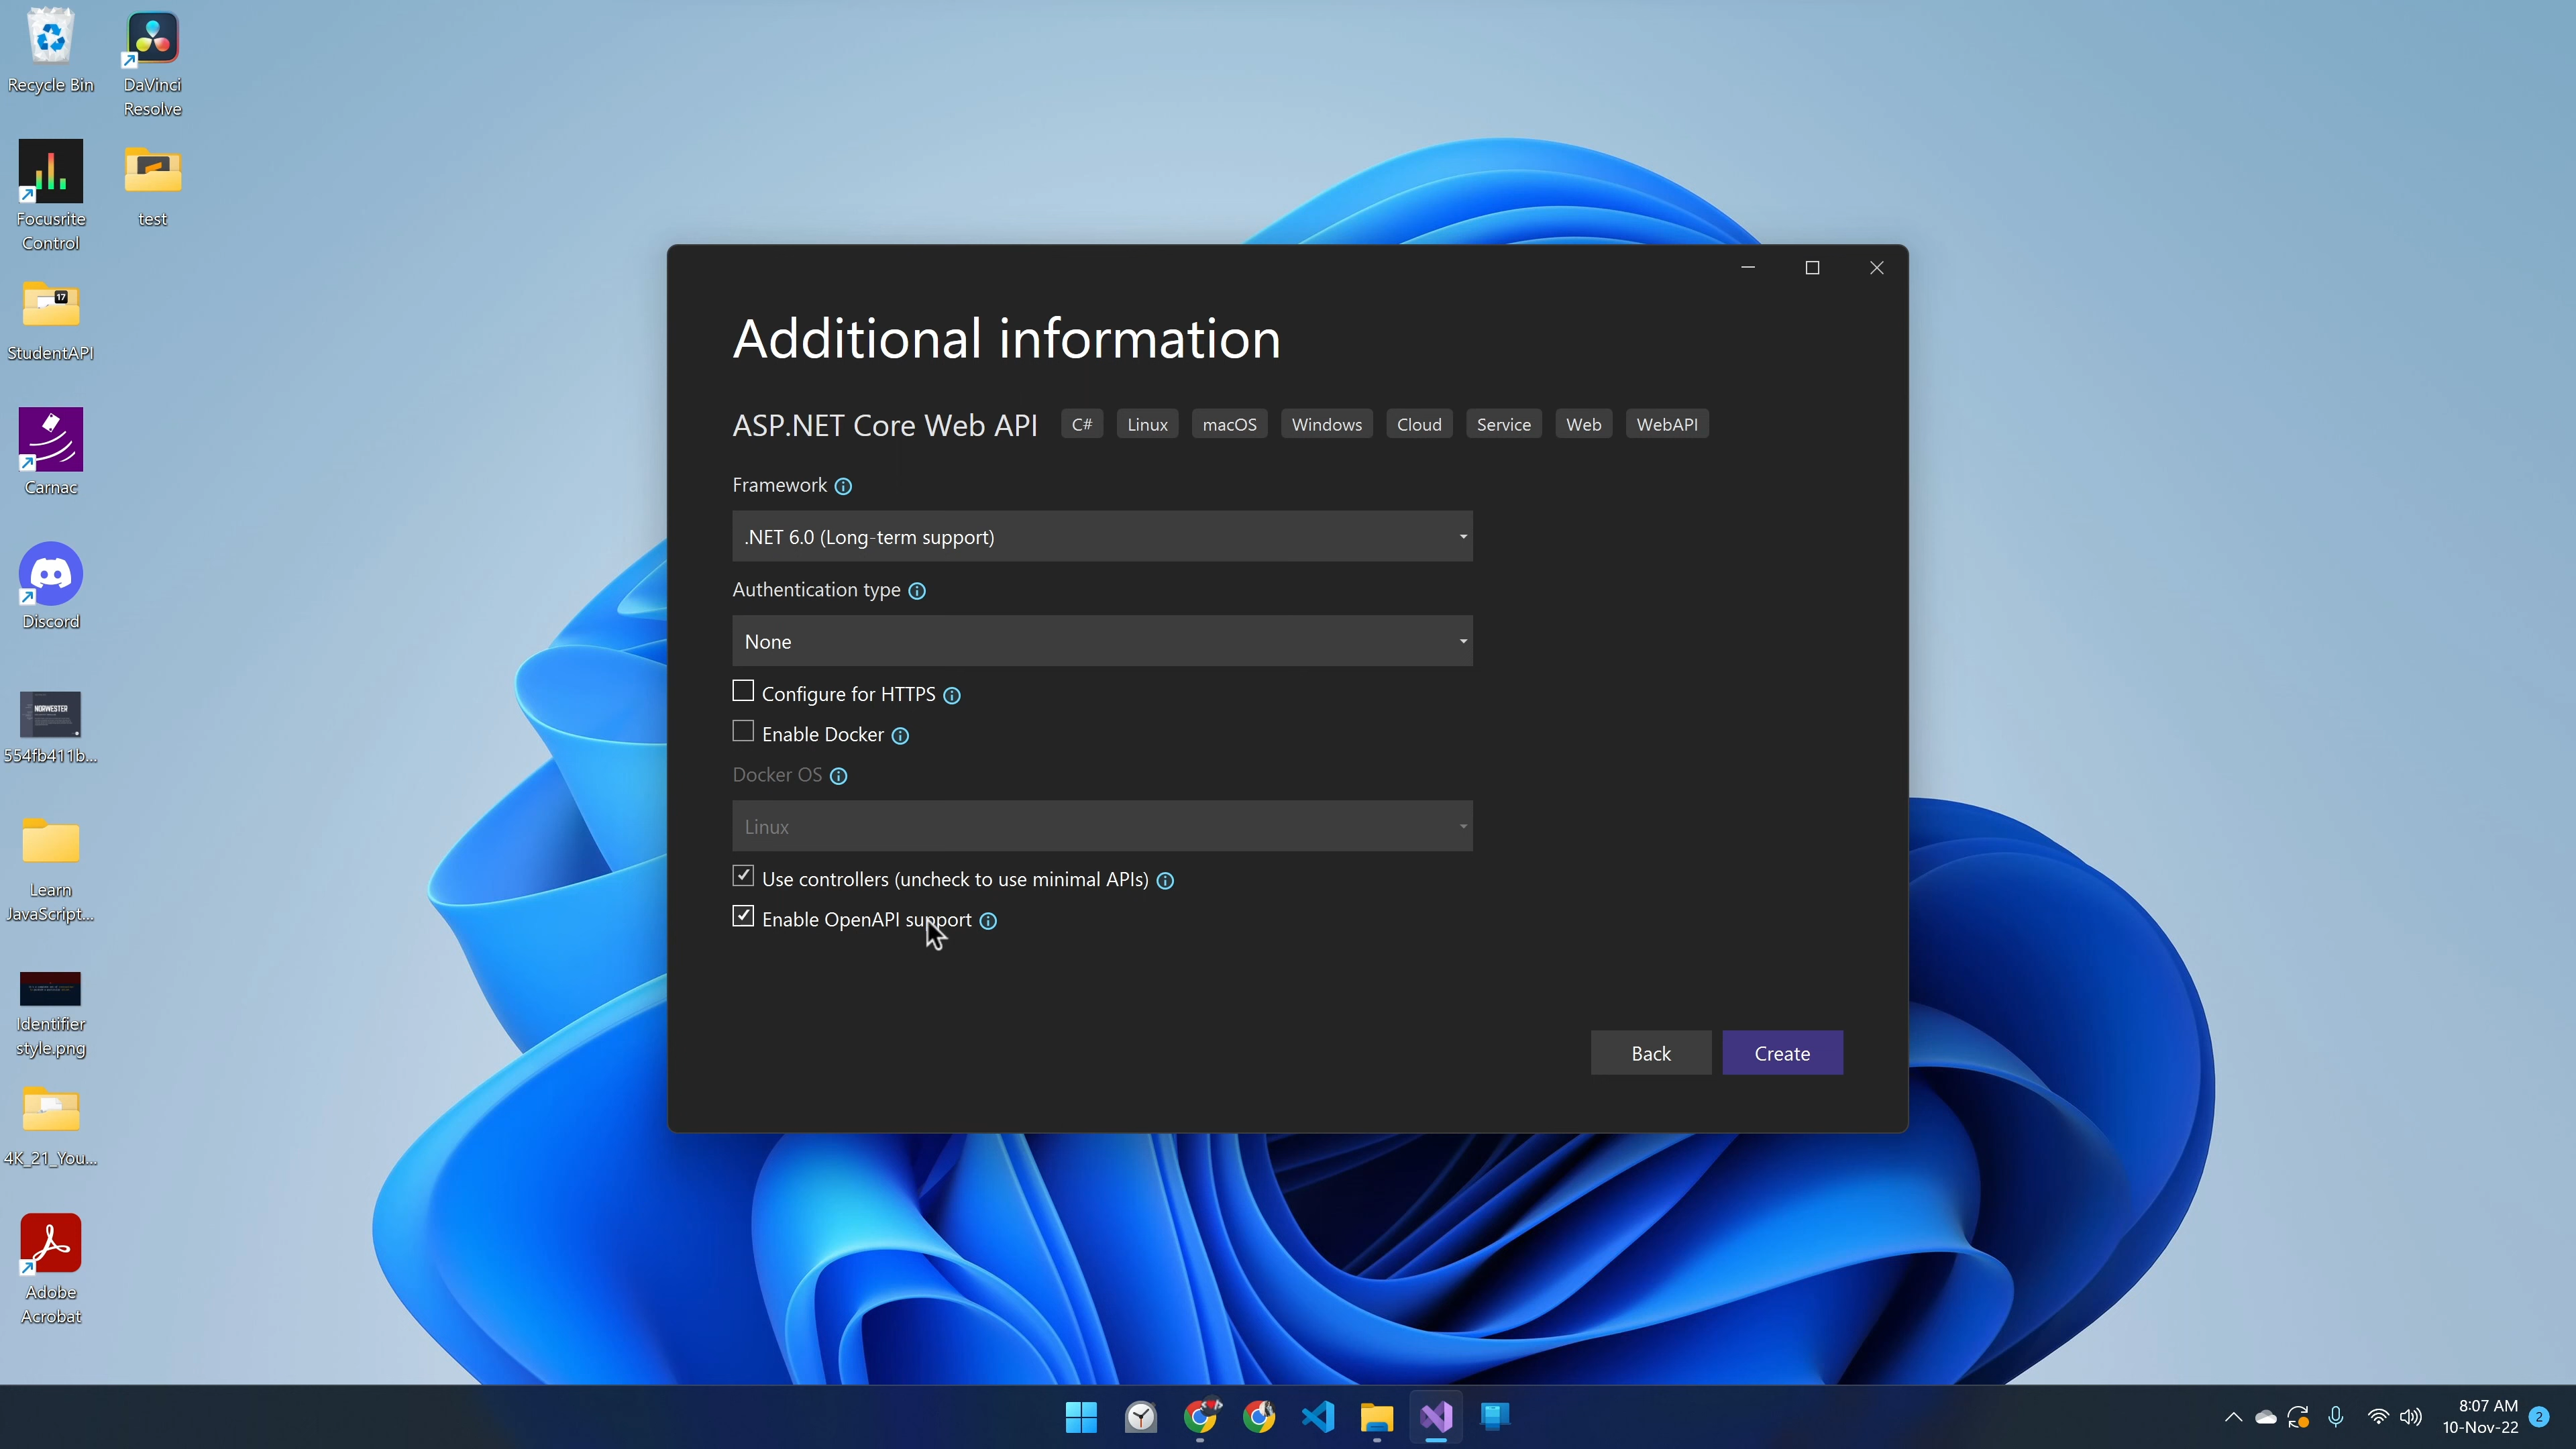 Recycle Bin
DaVinci
Resolve
Focusrite
Control
test
17
StudentAPI
Carnac
Discord
NORWESTER
554fb411b...
Learn
JavaScript...
Identifier
style.png
4K_21_You...
Adobe
Acrobat
Additional information
ASP.NET Core Web API
C#
Linux
macOS
Windows
Cloud
Service
Web
WebAPI
Framework
.NET 6.0 (Long-term support)
Authentication type
None
Configure for HTTPS
Enable Docker
Docker OS
Linux
Use controllers (uncheck to use minimal APIs)
Enable OpenAPI support
Back
Create
8:07 AM
10-Nov-22
2